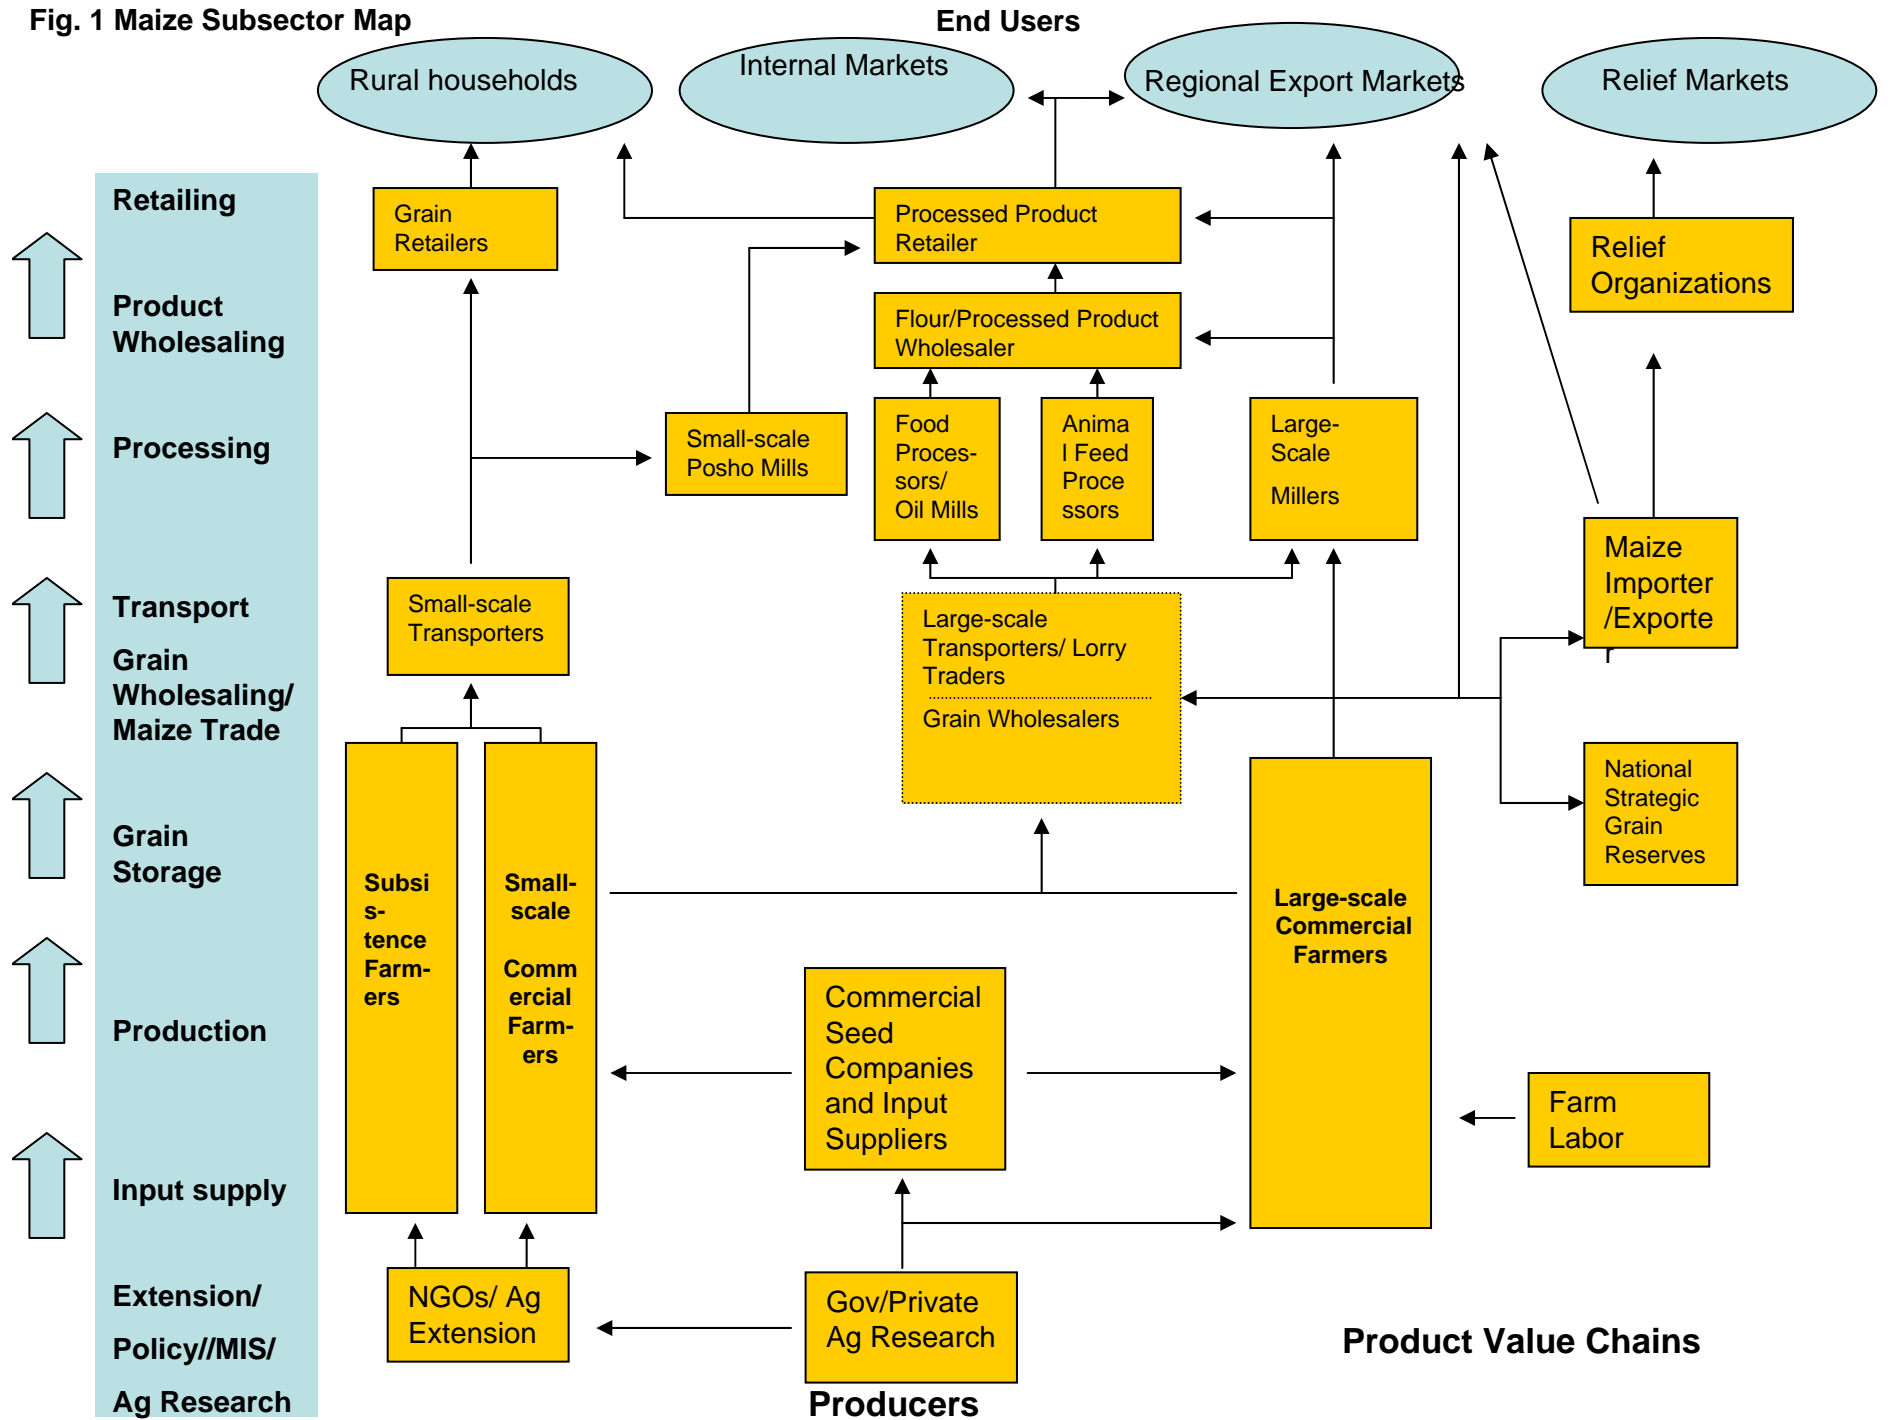 Fig. 1 Maize Subsector Map
End Users
Rural households
Internal Markets
Regional Export Markets
Relief Markets
Retailing
Product
Wholesaling
Processing
Transport
Grain
Wholesaling/
Maize Trade
Grain
Storage
Production
Input supply
Extension/
Policy//MIS/
Ag Research
Grain
Retailers
Processed Product
Retailer
Relief
Organizations
Flour/Processed Product
Wholesaler
Small-scale
Posho Mills
Food
Proces-
sors/
Oil Mills
Anima
l Feed
Proce
ssors
Large-
Scale
Millers
Maize
Importer
/Exporte
r
Small-scale
Transporters
Large-scale
Transporters/ Lorry
Traders
Grain Wholesalers
National
Strategic
Grain
Reserves
Subsi
s-
tence
Farm-
ers
Small-
scale
Comm
ercial
Farm-
ers
Large-scale
Commercial
Farmers
Commercial
Seed
Companies
and Input
Suppliers
Farm
Labor
NGOs/ Ag
Extension
Gov/Private
Ag Research
Product Value Chains
Producers